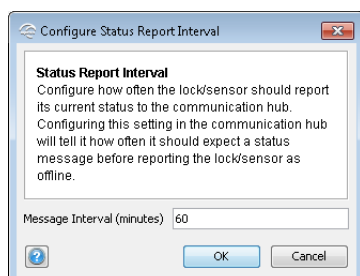 Configure Status Report Interval
Status Report Interval
Configure how often the lock/sensor should report
its current status to the communication hub.
Configuring this setting in the communication hub
will tell it how often it should expect a status
message before reporting the lock/sensor as
offline.
Message Interval (minutes) 60
? OK Cancel